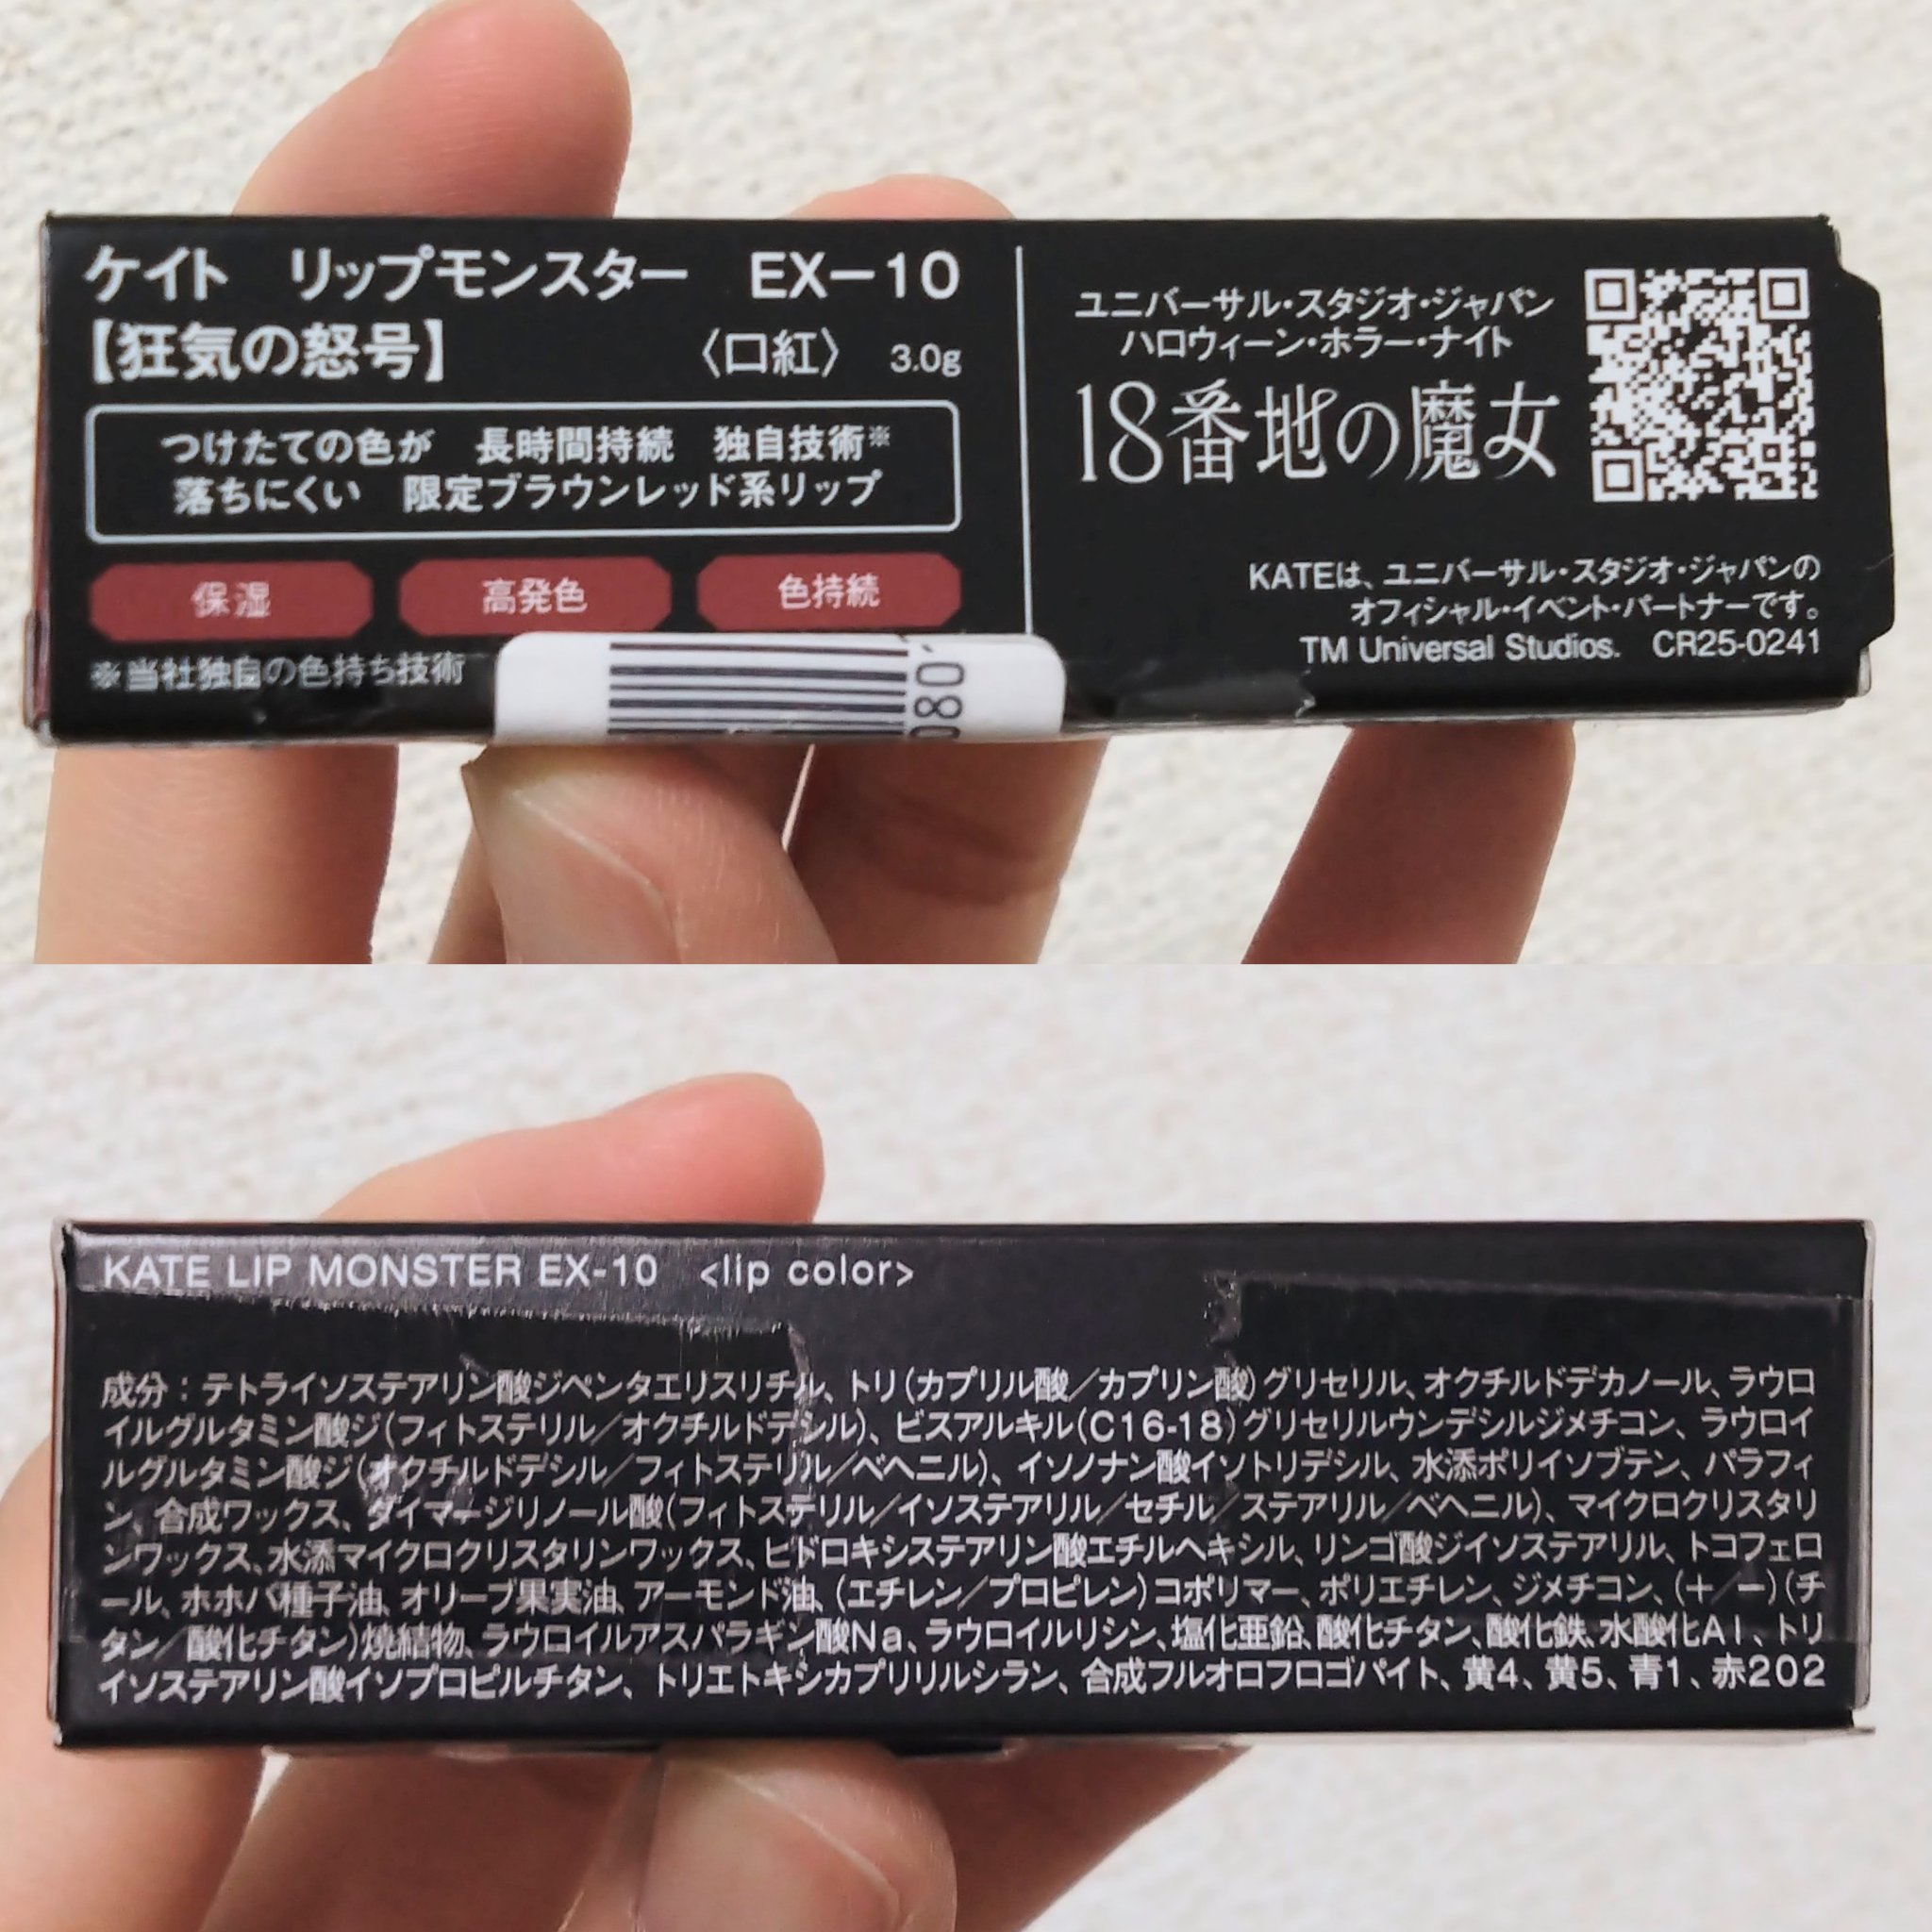 ケイト リップモンスター EX-10
【狂気の怒号】 〈口紅〉 3.0g
つけたての色が 長時間持続 独自技術※
落ちにくい 限定ブラウンレッド系リップ
保湿 高発色 色持続
※当社独自の色持ち技術
080
ユニバーサル・スタジオ・ジャパン
ハロウィーン・ホラー・ナイト
18番地の魔女
KATEは、ユニバーサル・スタジオ・ジャパンの
オフィシャル・イベント・パートナーです。
TM Universal Studios. CR25-0241
KATE LIP MONSTER EX-10 <lip color>
成分：テトライソステアリン酸ジペンタエリスリチル、トリ(カプリル酸／カプリン酸)グリセリル、オクチルドデカノール、ラウロ
イルグルタミン酸ジ(フィトステリル／オクチルドデシル)、ビスアルキル(C16-18)グリセリルウンデシルジメチコン、ラウロイ
ルグルタミン酸ジ(オクチルドデシル／フィトステリル／ベヘニル)、イソノナン酸イソトリデシル、水添ポリイソブテン、パラフィ
ン、合成ワックス、ダイマージリノール酸(フィトステリル／イソステアリル／セチル／ステアリル／ベヘニル)、マイクロクリスタリ
ンワックス、水添マイクロクリスタリンワックス、ヒドロキシステアリン酸エチルヘキシル、リンゴ酸ジイソステアリル、トコフェロ
ール、ホホバ種子油、オリーブ果実油、アーモンド油、(エチレン／プロピレン)コポリマー、ポリエチレン、ジメチコン、(＋／－)(チ
タン／酸化チタン)焼結物、ラウロイルアスパラギン酸Na、ラウロイルリシン、塩化亜鉛、酸化チタン、酸化鉄、水酸化Al、トリ
イソステアリン酸イソプロピルチタン、トリエトキシカプリリルシラン、合成フルオロフロゴパイト、黄4、黄5、青1、赤202